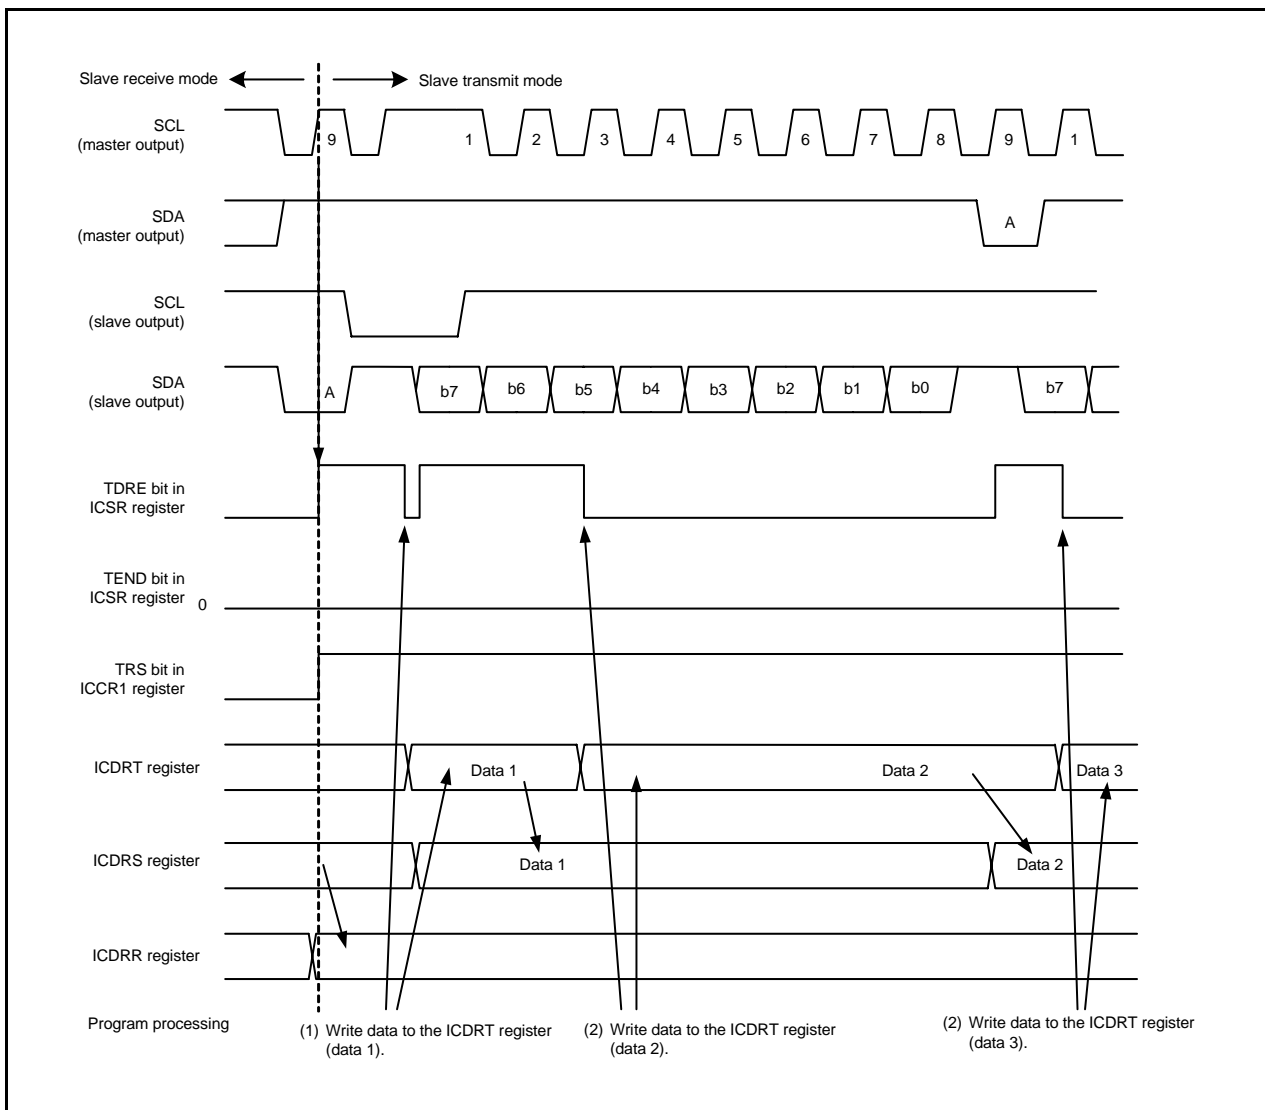 Slave receive mode
Slave transmit mode
SCL
(master output)
9 1 2 3 4 5 6 7 8 9 1
SDA
(master output)
A
SCL
(slave output)
SDA
(slave output)
A b7 b6 b5 b4 b3 b2 b1 b0 b7
TDRE bit in
ICSR register
TEND bit in
ICSR register
0
TRS bit in
ICCR1 register
ICDRT register
Data 1 Data 2 Data 3
ICDRS register
Data 1 Data 2
ICDRR register
Program processing
(1) Write data to the ICDRT register
(data 1).
(2) Write data to the ICDRT register
(data 2).
(2) Write data to the ICDRT register
(data 3).